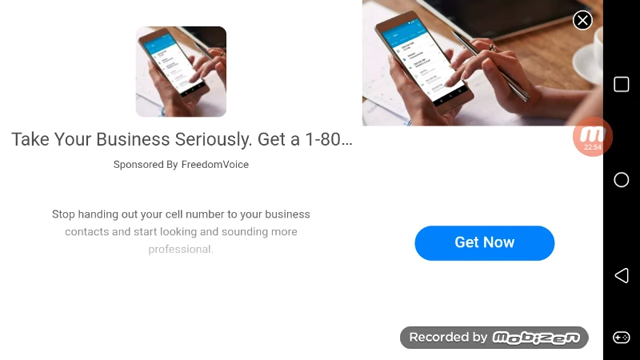 Take Your Business Seriously. Get a 1-80...
Sponsored By FreedomVoice
Stop handing out your cell number to your business
contacts and start looking and sounding more
professional.
Get Now
22:54
Recorded by mobizen